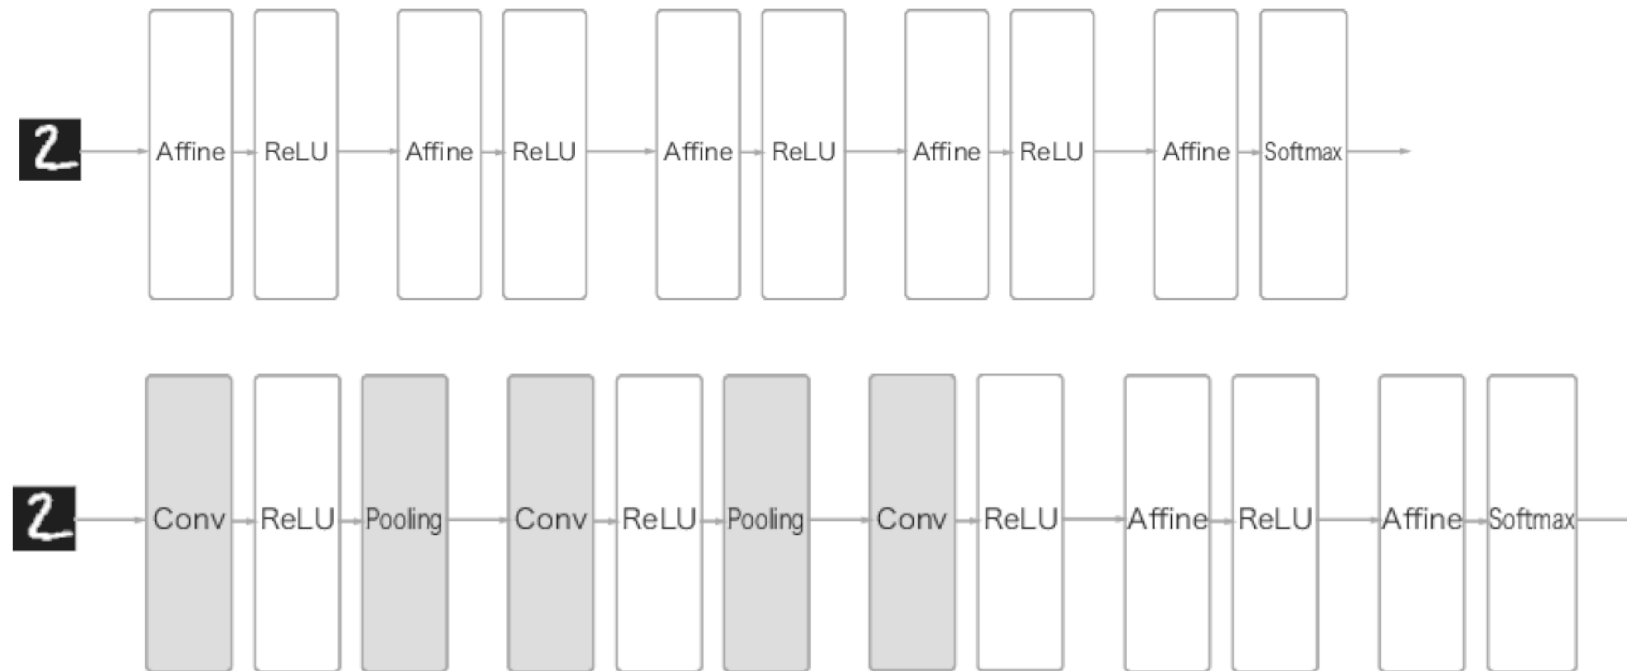 2 Affine ReLU Affine ReLU Affine ReLU Affine ReLU Affine Softmax
2 Conv ReLU Pooling Conv ReLU Pooling Conv ReLU Affine ReLU Affine Softmax